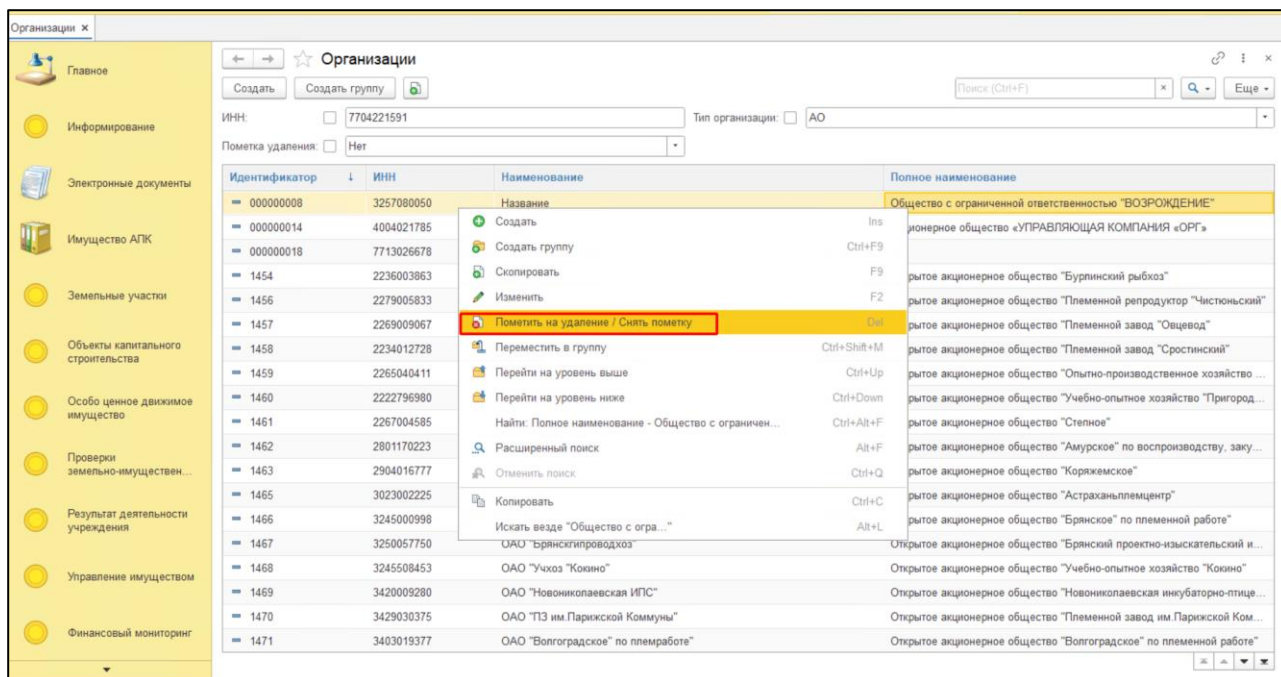 Организации ×
Главное
Информирование
Электронные документы
Имущество АПК
Земельные участки
Объекты капитального
строительства
Особо ценное движимое
имущество
Проверки
земельно-имуществен...
Результат деятельности
учреждения
Управление имуществом
Финансовый мониторинг
Организации
Создать Создать группу Поиск (Ctrl+F) × Еще
ИНН: 7704221591 Тип организации: АО
Пометка удаления: Нет
Идентификатор ↓ ИНН Наименование Полное наименование
000000008 3257080050 Название Общество с ограниченной ответственностью "ВОЗРОЖДЕНИЕ"
000000014 4004021785 ционерное общество «УПРАВЛЯЮЩАЯ КОМПАНИЯ «ОРГ»
000000018 7713026678
1454 2236003863 рытое акционерное общество "Бурлинский рыбхоз"
1456 2279005833 рытое акционерное общество "Племенной репродуктор "Чистюньский"
1457 2269009067 рытое акционерное общество "Племенной завод "Овцевод"
1458 2234012728 рытое акционерное общество "Племенной завод "Сростинский"
1459 2265040411 рытое акционерное общество "Опытно-производственное хозяйство ...
1460 2222796980 рытое акционерное общество "Учебно-опытное хозяйство "Пригород...
1461 2267004585 рытое акционерное общество "Степное"
1462 2801170223 рытое акционерное общество "Амурское" по воспроизводству, заку...
1463 2904016777 рытое акционерное общество "Коряжемское"
1465 3023002225 рытое акционерное общество "Астраханьплемцентр"
1466 3245000998 рытое акционерное общество "Брянское" по племенной работе"
1467 3250057750 ОАО "Брянскгипроводхоз" Открытое акционерное общество "Брянский проектно-изыскательский и...
1468 3245508453 ОАО "Учхоз "Кокино" Открытое акционерное общество "Учебно-опытное хозяйство "Кокино"
1469 3420009280 ОАО "Новониколаевская ИПС" Открытое акционерное общество "Новониколаевская инкубаторно-птице...
1470 3429030375 ОАО "ПЗ им.Парижской Коммуны" Открытое акционерное общество "Племенной завод им.Парижской Ком...
1471 3403019377 ОАО "Волгоградское" по племработе" Открытое акционерное общество "Волгоградское" по племенной работе"
Создать Ins
Создать группу Ctrl+F9
Скопировать F9
Изменить F2
Пометить на удаление / Снять пометку Del
Переместить в группу Ctrl+Shift+M
Перейти на уровень выше Ctrl+Up
Перейти на уровень ниже Ctrl+Down
Найти: Полное наименование - Общество с ограничен... Ctrl+Alt+F
Расширенный поиск Alt+F
Отменить поиск Ctrl+Q
Копировать Ctrl+C
Искать везде "Общество с огра..." Alt+L